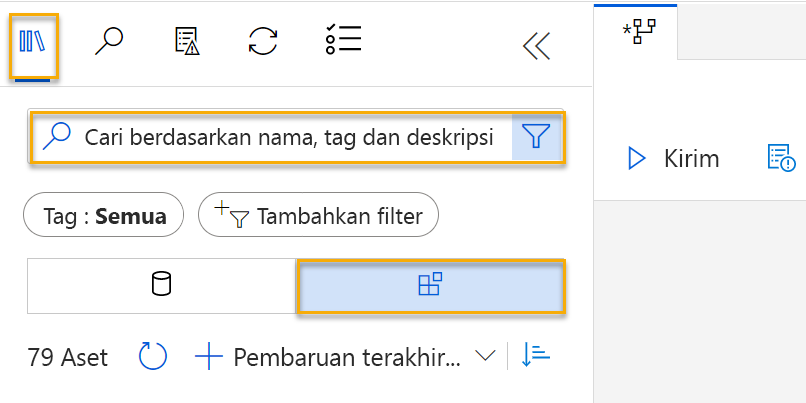 Cari berdasarkan nama, tag dan deskripsi
Kirim
Tag : Semua
Tambahkan filter
79 Aset
Pembaruan terakhir...